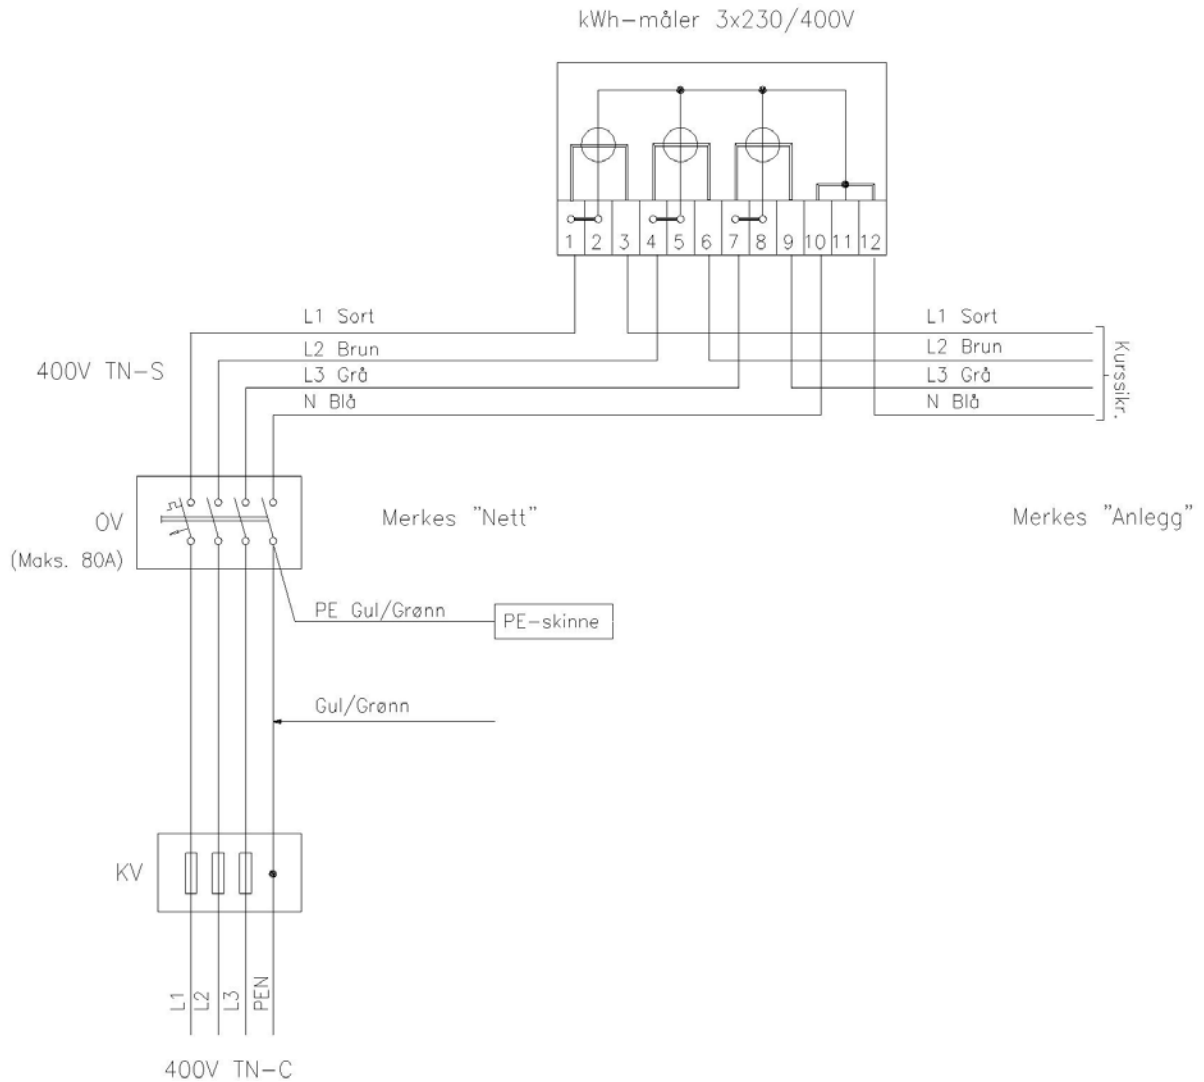 kWh-måler 3x230/400V
1 2 3 4 5 6 7 8 9 10 11 12
L1 Sort
L2 Brun
L3 Grå
N Blå
L1 Sort
L2 Brun
L3 Grå
N Blå
Kurssikr.
400V TN-S
OV
(Maks. 80A)
Merkes "Nett"
Merkes "Anlegg"
PE Gul/Grønn
PE-skinne
Gul/Grønn
KV
L1
L2
L3
PEN
400V TN-C